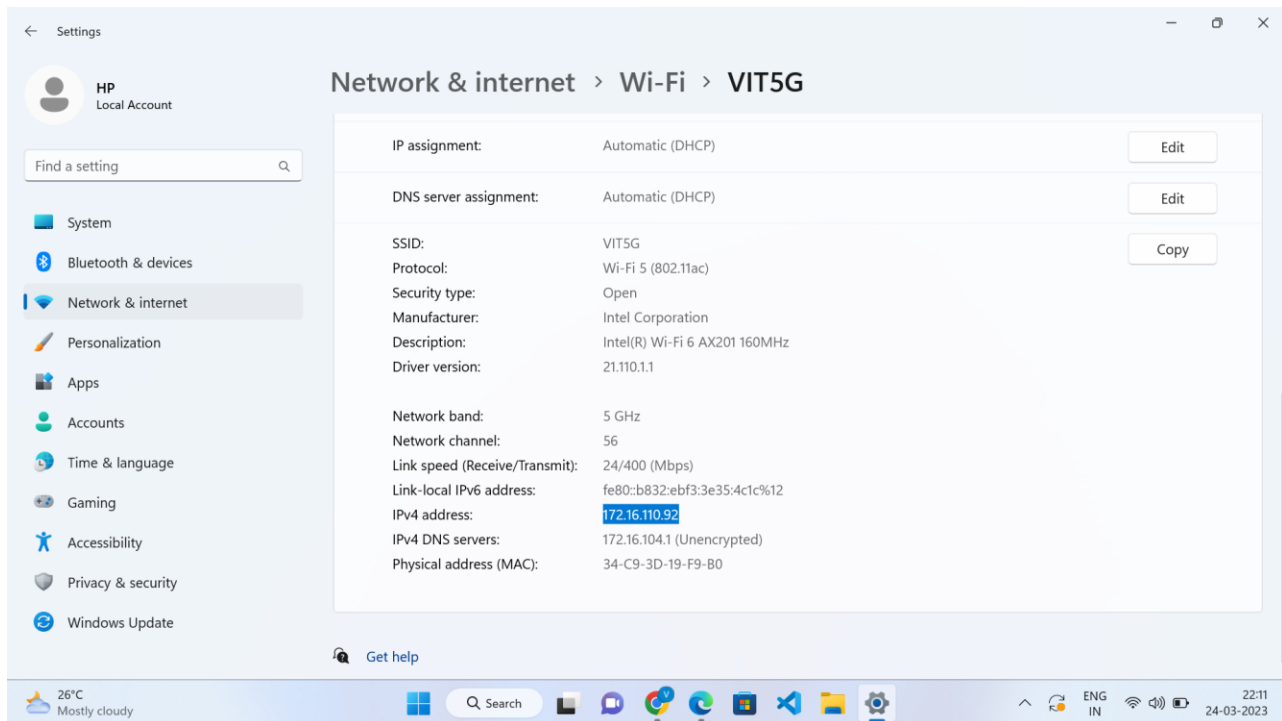 Settings
HP
Local Account
Find a setting
System
Bluetooth & devices
Network & internet
Personalization
Apps
Accounts
Time & language
Gaming
Accessibility
Privacy & security
Windows Update
Network & internet > Wi-Fi > VIT5G
IP assignment: Automatic (DHCP) Edit
DNS server assignment: Automatic (DHCP) Edit
SSID: VIT5G Copy
Protocol: Wi-Fi 5 (802.11ac)
Security type: Open
Manufacturer: Intel Corporation
Description: Intel(R) Wi-Fi 6 AX201 160MHz
Driver version: 21.110.1.1
Network band: 5 GHz
Network channel: 56
Link speed (Receive/Transmit): 24/400 (Mbps)
Link-local IPv6 address: fe80::b832:ebf3:3e35:4c1c%12
IPv4 address: 172.16.110.92
IPv4 DNS servers: 172.16.104.1 (Unencrypted)
Physical address (MAC): 34-C9-3D-19-F9-B0
Get help
26°C
Mostly cloudy
Search
ENG
IN
22:11
24-03-2023